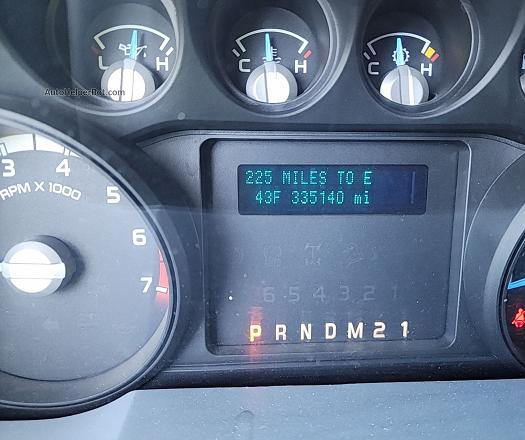 L H
C H
C H
AutoHelperBot.com
3 4 5 6 7
RPM X 1000
225 MILES TO E
43F 335140 mi
6 5 4 3 2 1
P R N D M 2 1